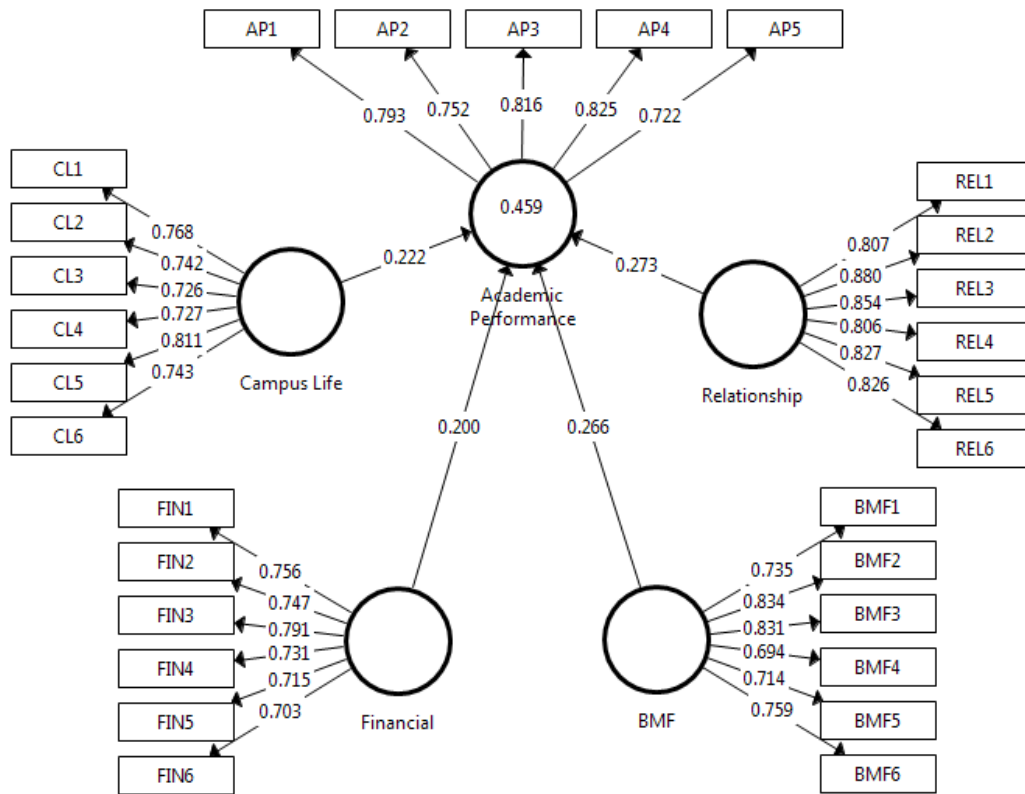 AP1 AP2 AP3 AP4 AP5
0.793 0.752 0.816 0.825 0.722
CL1
CL2
CL3
CL4
CL5
CL6
0.768
0.742
0.726
0.727
0.811
0.743
Campus Life
0.222
0.459
Academic
Performance
0.273
REL1
REL2
REL3
REL4
REL5
REL6
0.807
0.880
0.854
0.806
0.827
0.826
Relationship
0.200
0.266
FIN1
FIN2
FIN3
FIN4
FIN5
FIN6
0.756
0.747
0.791
0.731
0.715
0.703
Financial
BMF1
BMF2
BMF3
BMF4
BMF5
BMF6
0.735
0.834
0.831
0.694
0.714
0.759
BMF